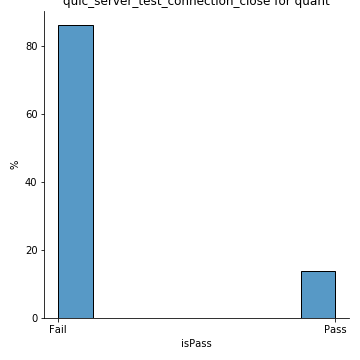 quic_server_test_connection_close for quant
80
60
40
20
0
%
Fail
Pass
isPass